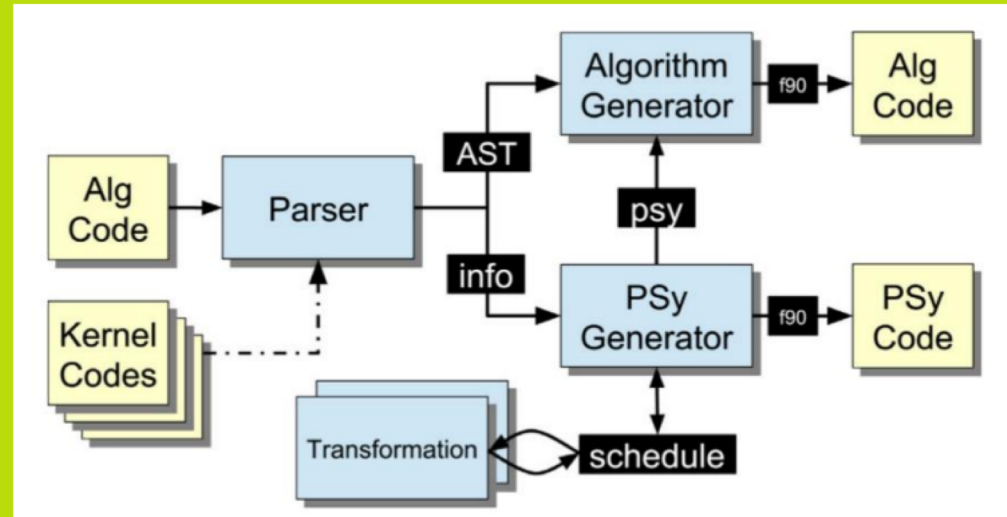 Algorithm
Generator
f90
Alg
Code
AST
Alg
Code
Parser
psy
info
Kernel
Codes
PSy
Generator
f90
PSy
Code
Transformation
schedule